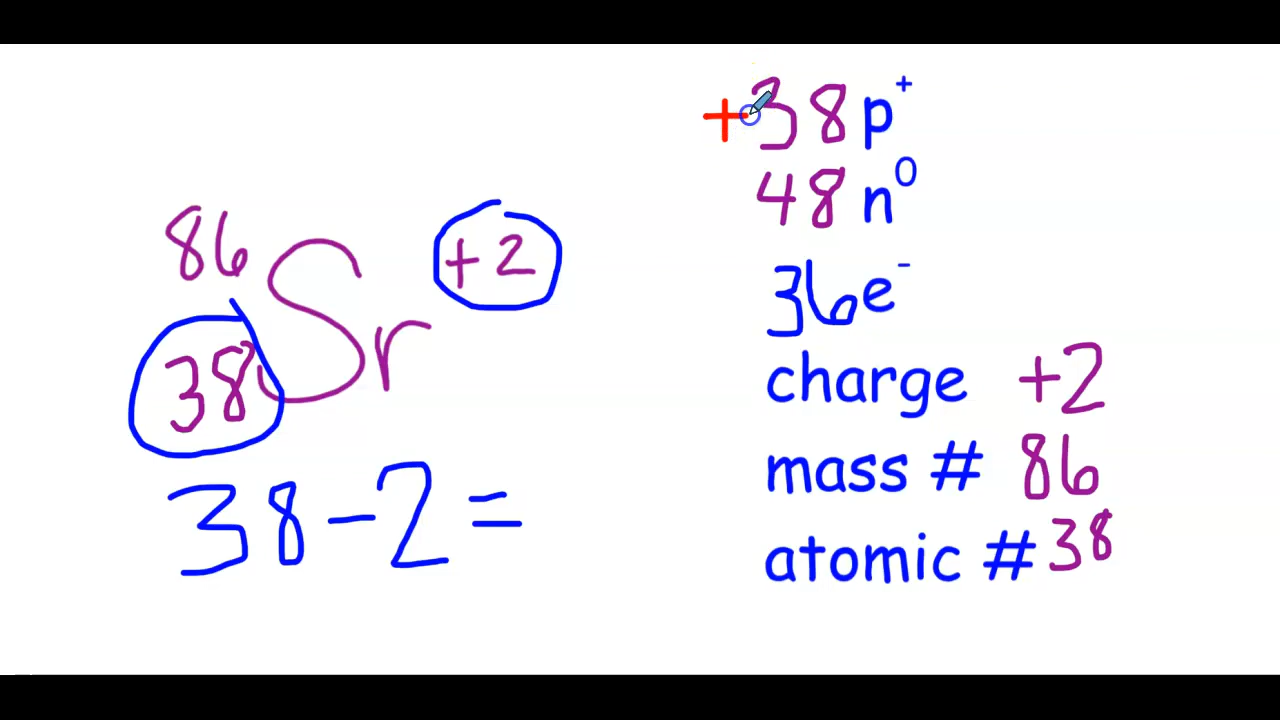 86
Sr
+2
38
38-2=
+38p⁺
48n⁰
36e⁻
charge +2
mass # 86
atomic # 38